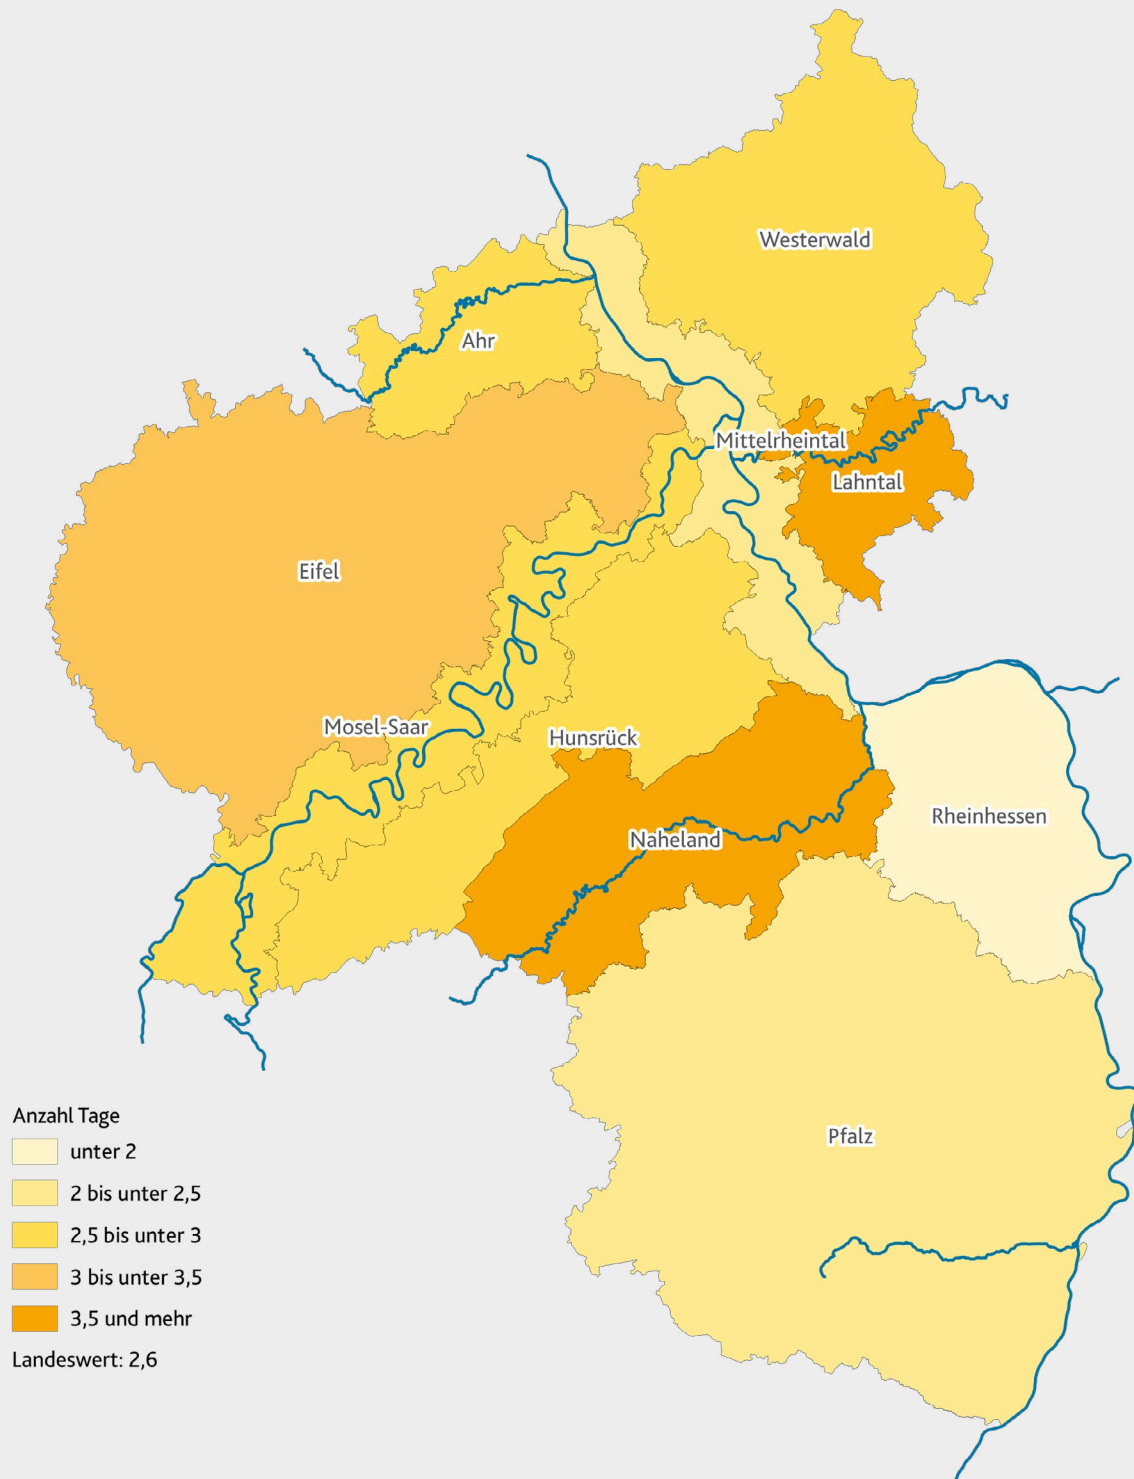 Westerwald
Ahr
Mittelrheintal
Lahntal
Eifel
Mosel-Saar
Hunsrück
Rheinhessen
Naheland
Pfalz
Anzahl Tage
unter 2
2 bis unter 2,5
2,5 bis unter 3
3 bis unter 3,5
3,5 und mehr
Landeswert: 2,6